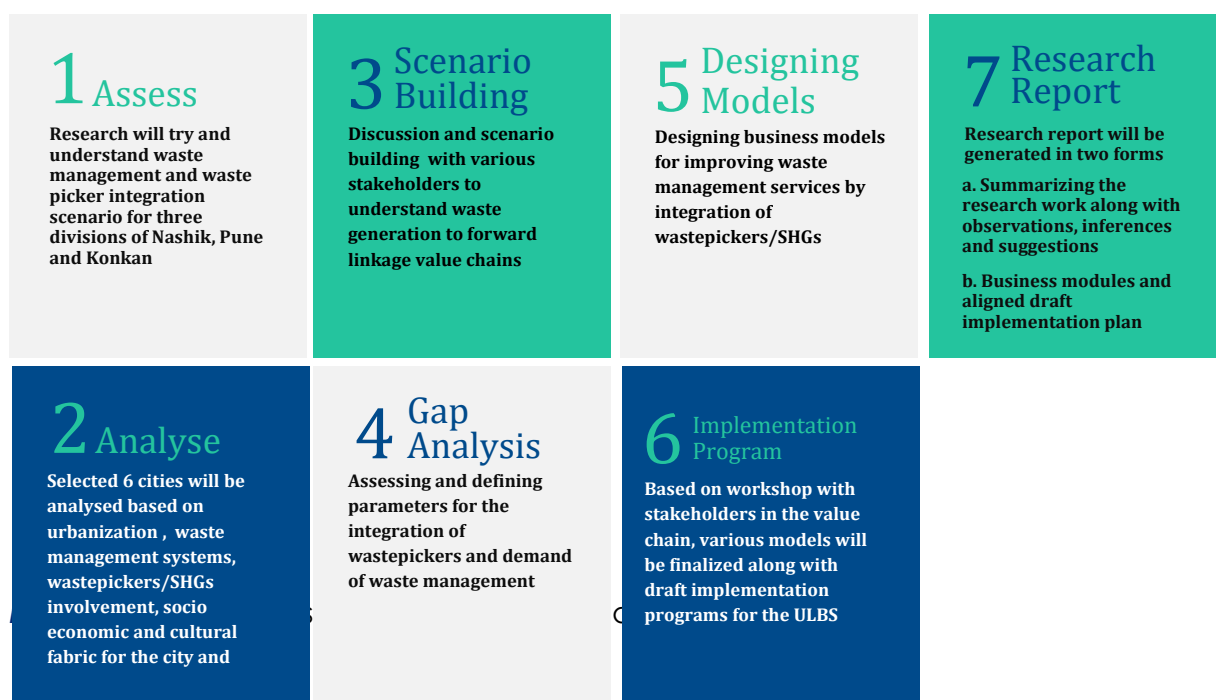 1 Assess
Research will try and
understand waste
management and waste
picker integration
scenario for three
divisions of Nashik, Pune
and Konkan
2 Analyse
Selected 6 cities will be
analysed based on
urbanization ,  waste
management systems,
wastepickers/SHGs
involvement, socio
economic and cultural
fabric for the city and
3 Scenario
Building
Discussion and scenario
building  with various
stakeholders to
understand waste
generation to forward
linkage value chains
4 Gap
Analysis
Assessing and defining
parameters for the
integration of
wastepickers and demand
of waste management
5 Designing
Models
Designing business models
for improving waste
management services by
integration of
wastepickers/SHGs
6 Implementation
Program
Based on workshop with
stakeholders in the value
chain, various models will
be finalized along with
draft implementation
programs for the ULBS
7 Research
Report
Research report will be
generated in two forms
a. Summarizing the
research work along with
observations, inferences
and suggestions
b. Business modules and
aligned draft
implementation plan